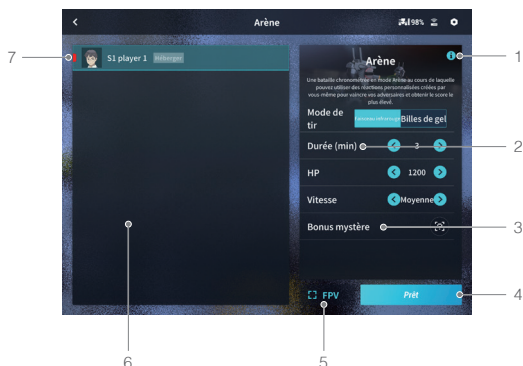 Arène
98%
7
S1 player 1 Héberger
Arène
1
Une bataille chronométrée en mode Arène au cours de laquelle
pouvez utiliser des réactions personnalisées créées par
vous-même pour vaincre vos adversaires et obtenir le score le
plus élevé.
Mode de
tir
Faisceau infrarouge Billes de gel
Durée (min) 3
2
HP 1200
Vitesse Moyenne
Bonus mystère
3
FPV Prêt
4
6
5